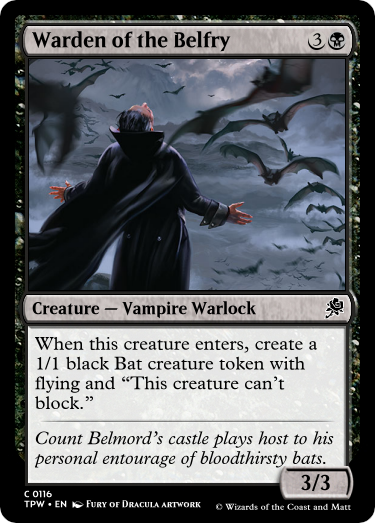 Warden of the Belfry 3
Creature — Vampire Warlock
When this creature enters, create a
1/1 black Bat creature token with
flying and “This creature can’t
block.”
Count Belmord’s castle plays host to his
personal entourage of bloodthirsty bats.
3/3
C 0116
TPW • EN Fury of Dracula artwork
© Wizards of the Coast and Matt